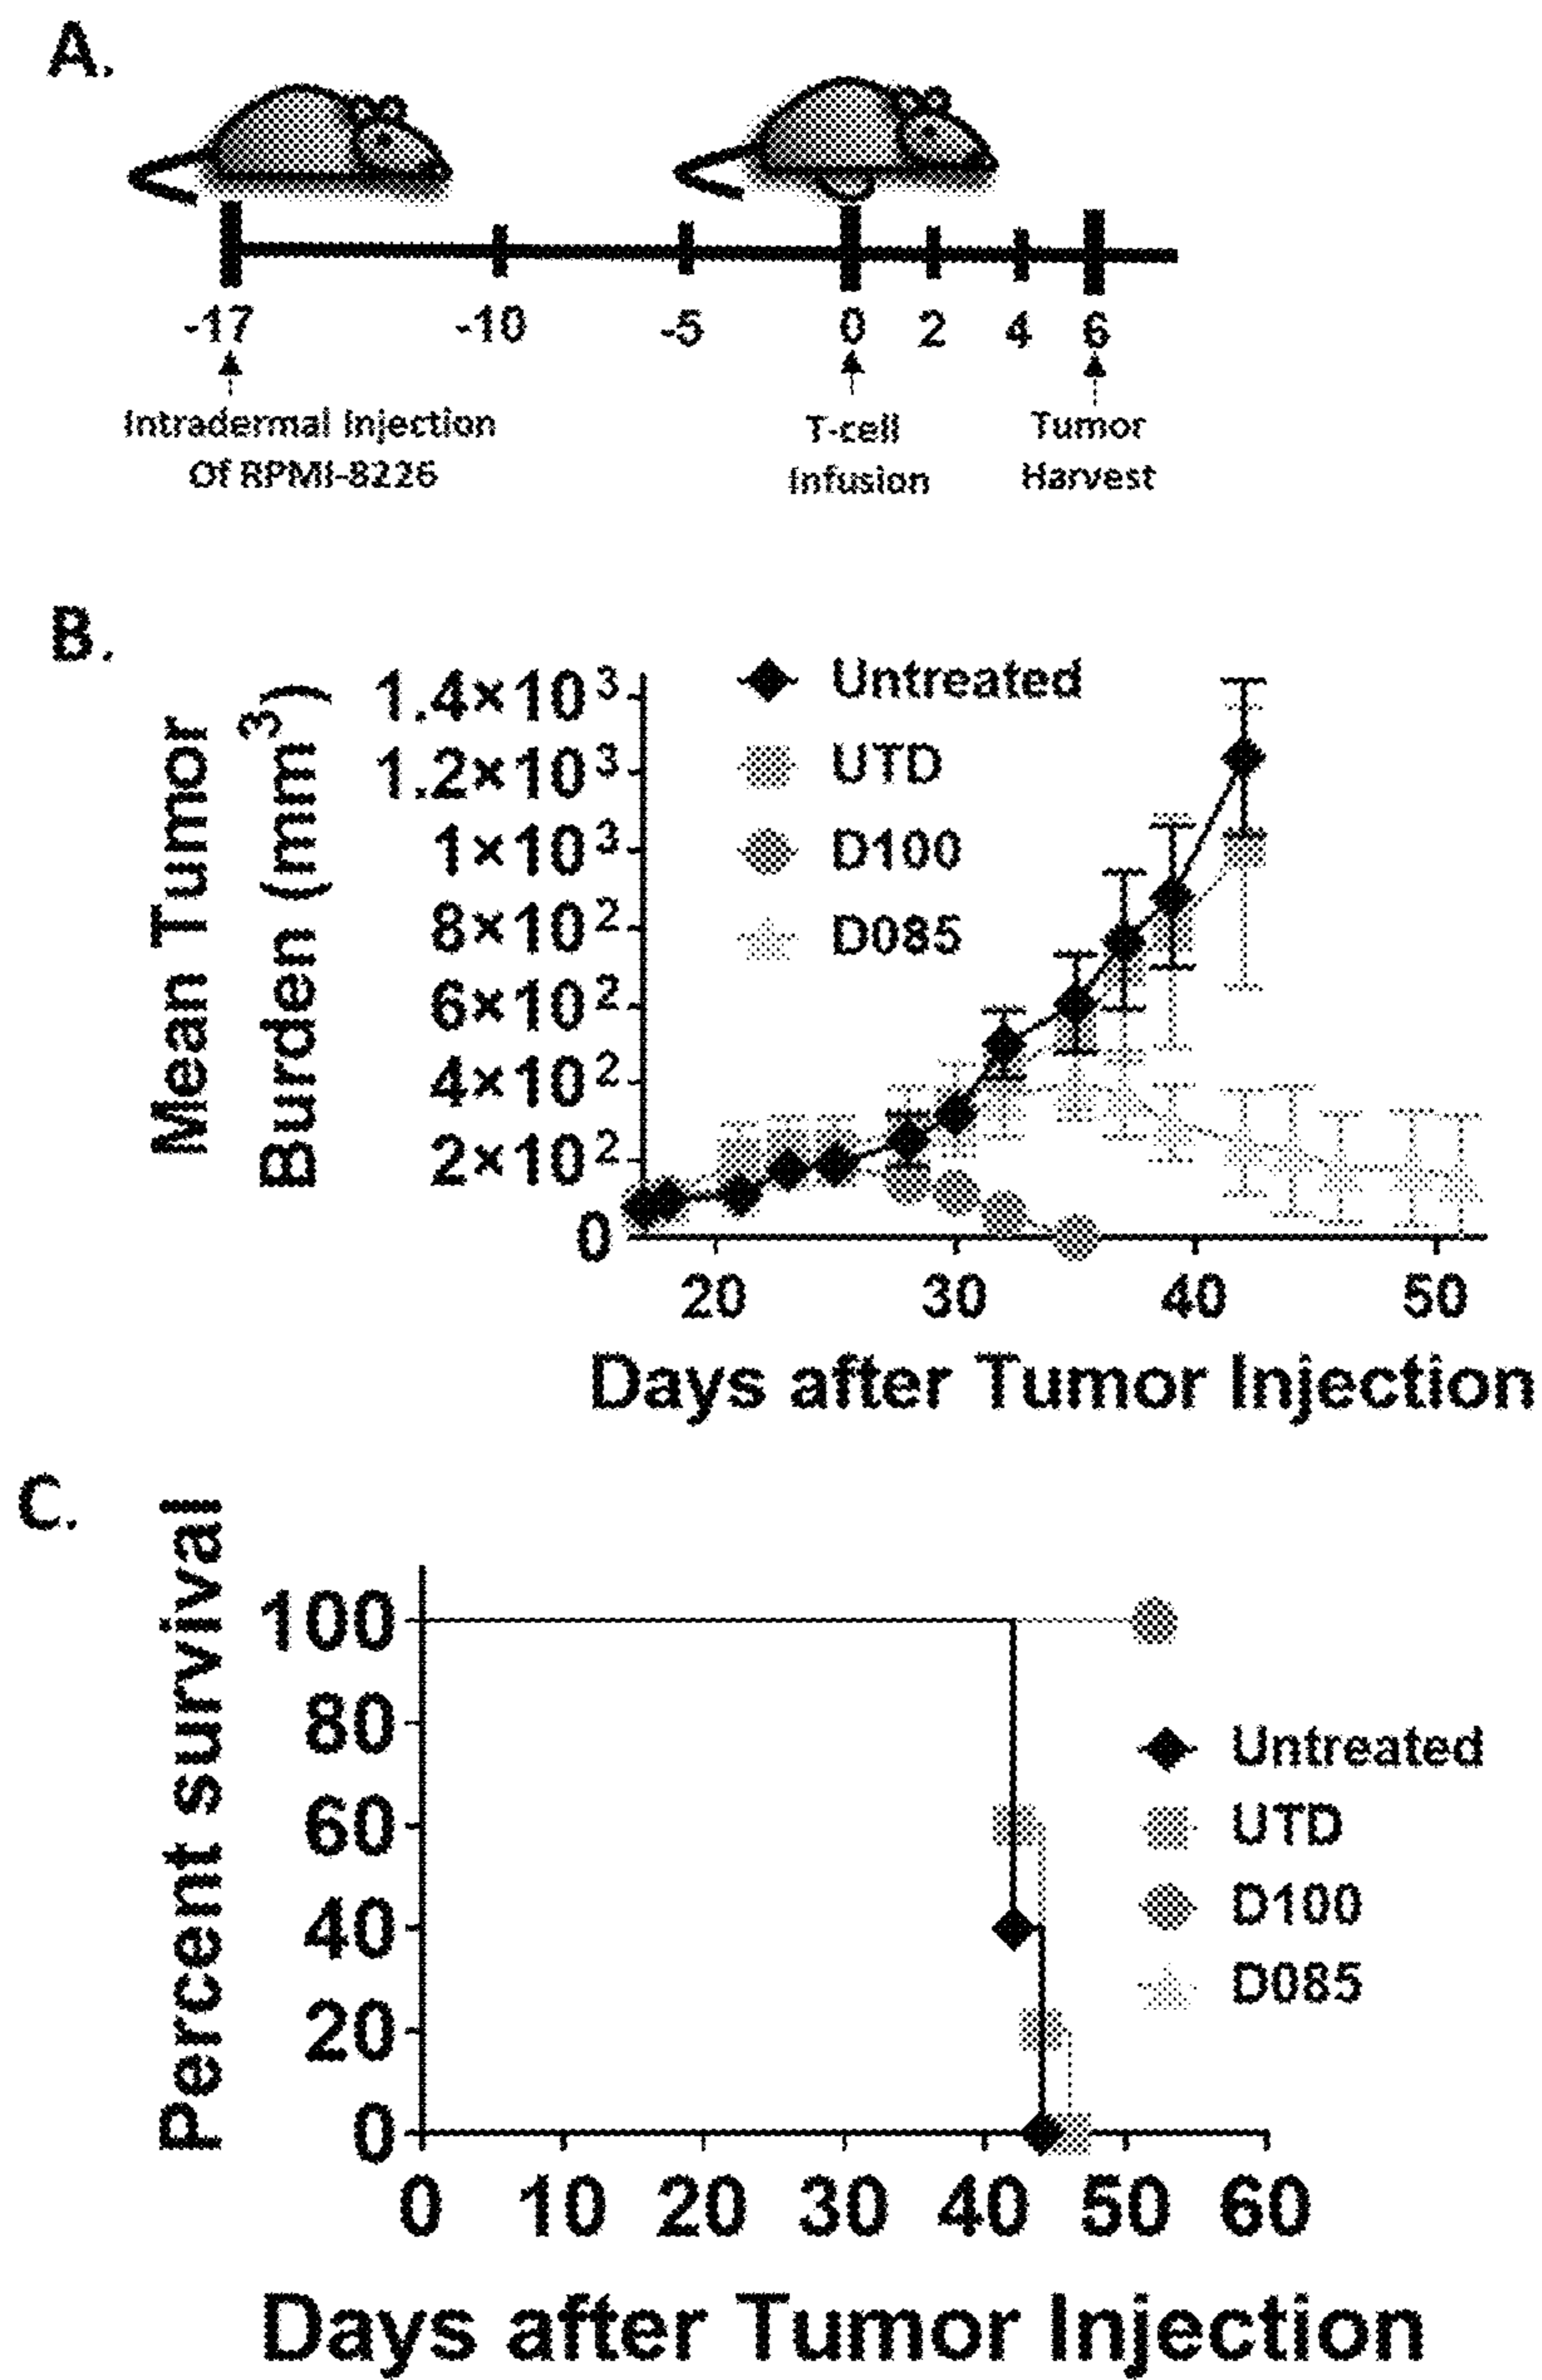 A.
-17 -10 -5 0 2 4 6
Intradermal Injection
Of RPMI-8226
T-cell
Infusion
Tumor
Harvest
B.
Mean Tumor
Burden (mm³)
1.4×10³
1.2×10³
1×10³
8×10²
6×10²
4×10²
2×10²
0
Untreated
UTD
D100
D085
20 30 40 50
Days after Tumor Injection
C.
Percent survival
100
80
60
40
20
0
Untreated
UTD
D100
D085
0 10 20 30 40 50 60
Days after Tumor Injection